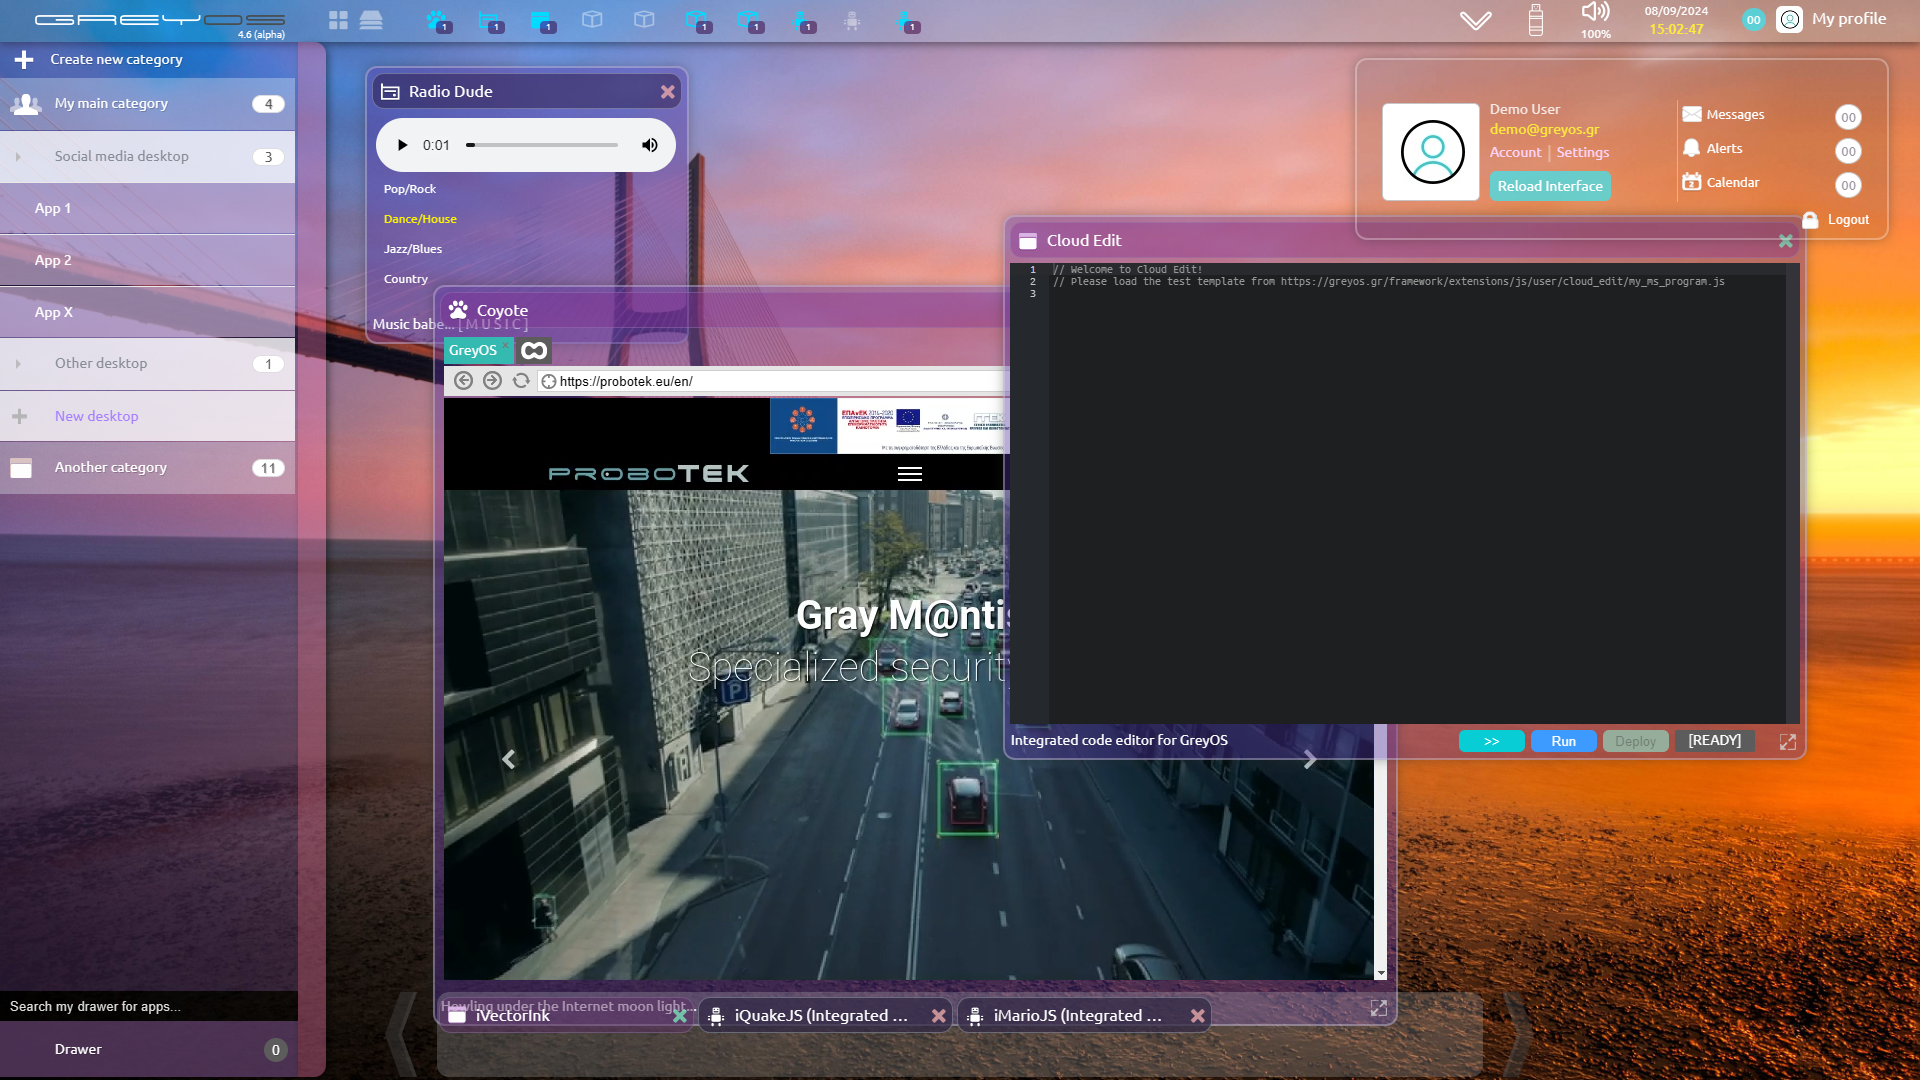 GREYOS
4.6 (alpha)
1
1
1
1
1
1
1
100%
08/09/2024
15:02:47
00
My profile
Create new category
My main category
4
Social media desktop
3
App 1
App 2
App X
Other desktop
1
New desktop
Another category
11
Search my drawer for apps...
Drawer
0
Radio Dude
0:01
Pop/Rock
Dance/House
Jazz/Blues
Country
Music babe... [MUSIC]
Demo User
demo@greyos.gr
Account | Settings
Reload Interface
Messages
00
Alerts
00
Calendar
00
Logout
Coyote
GreyOS
https://probotek.eu/en/
PROBOTEK
Gray M@ntis
Specialized security
P
Howling under the Internet moon light...
Cloud Edit
1 // Welcome to Cloud Edit!
2 // Please load the test template from https://greyos.gr/framework/extensions/js/user/cloud_edit/my_ms_program.js
3
Integrated code editor for GreyOS
>>
Run
Deploy
[READY]
iVectorInk
iQuakeJS (Integrated ...
iMarioJS (Integrated ...